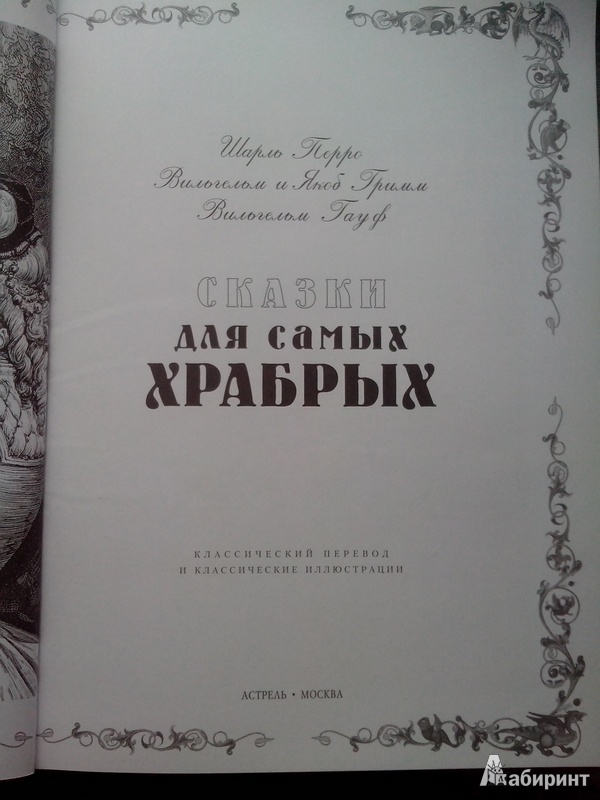 Шарль Перро
Вильгельм и Якоб Гримм
Вильгельм Гауф
СКАЗКИ
ДЛЯ САМЫХ
ХРАБРЫХ
КЛАССИЧЕСКИЙ ПЕРЕВОД
И КЛАССИЧЕСКИЕ ИЛЛЮСТРАЦИИ
АСТРЕЛЬ • МОСКВА
Лабиринт